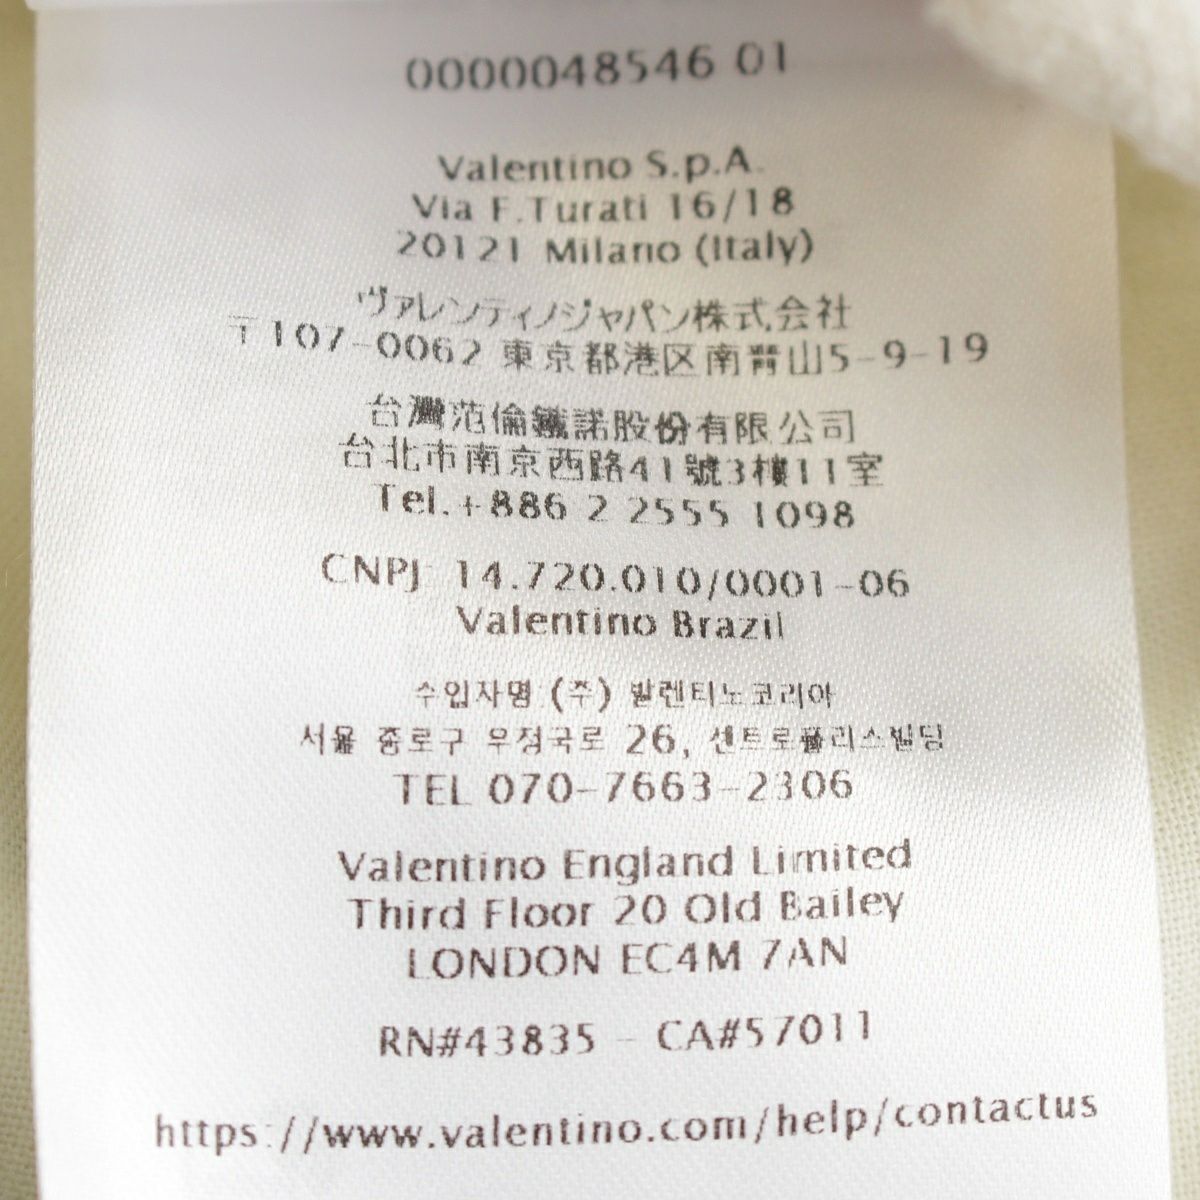 0000048546 01
Valentino S.p.A.
Via F.Turati 16/18
20121 Milano (Italy)
ヴァレンティノジャパン株式会社
〒107-0062 東京都港区南青山5-9-19
台灣范倫鐵諾股份有限公司
台北市南京西路41號3樓11室
Tel.+886 2 2555 1098
CNPJ 14.720.010/0001-06
Valentino Brazil
수입자명 (주) 발렌티노코리아
서울 종로구 우정국로 26, 센트로폴리스빌딩
TEL 070-7663-2306
Valentino England Limited
Third Floor 20 Old Bailey
LONDON EC4M 7AN
RN#43835 - CA#57011
https://www.valentino.com/help/contactus